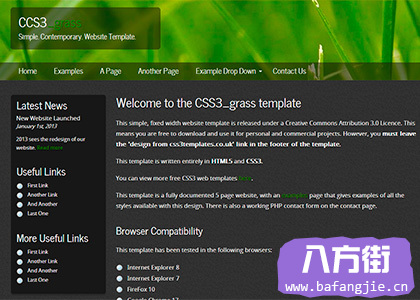 CCS3_grass
Simple. Contemporary. Website Template.
Home Examples A Page Another Page Example Drop Down Contact Us
Latest News
New Website Launched
January 1st, 2013
2013 sees the redesign of our
website. Read more
Useful Links
First Link
Another Link
And Another
Last One
More Useful Links
First Link
Another Link
And Another
Last One
Welcome to the CSS3_grass template
This simple, fixed width website template is released under a Creative Commons Attribution 3.0 Licence. This
means you are free to download and use it for personal and commercial projects. However, you must leave
the 'design from css3templates.co.uk' link in the footer of the template.
This template is written entirely in HTML5 and CSS3.
You can view more free CSS3 web templates here.
This template is a fully documented 5 page website, with an examples page that gives examples of all the
styles available with this design. There is also a working PHP contact form on the contact page.
Browser Compatibility
This template has been tested in the following browsers:
Internet Explorer 8
Internet Explorer 7
FireFox 10
Google Chrome 17
八方街
www.bafangjie.cn